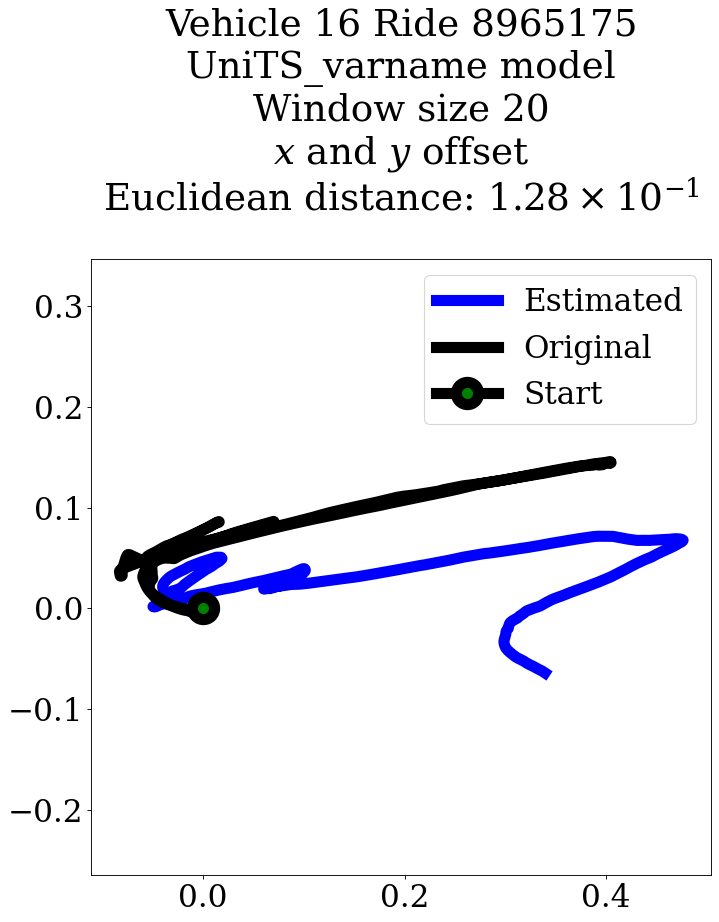 Vehicle 16 Ride 8965175
UniTS_varname model
Window size 20
x and y offset
Euclidean distance: 1.28 × 10⁻¹
Estimated
Original
Start
0.3
0.2
0.1
0.0
−0.1
−0.2
0.0 0.2 0.4